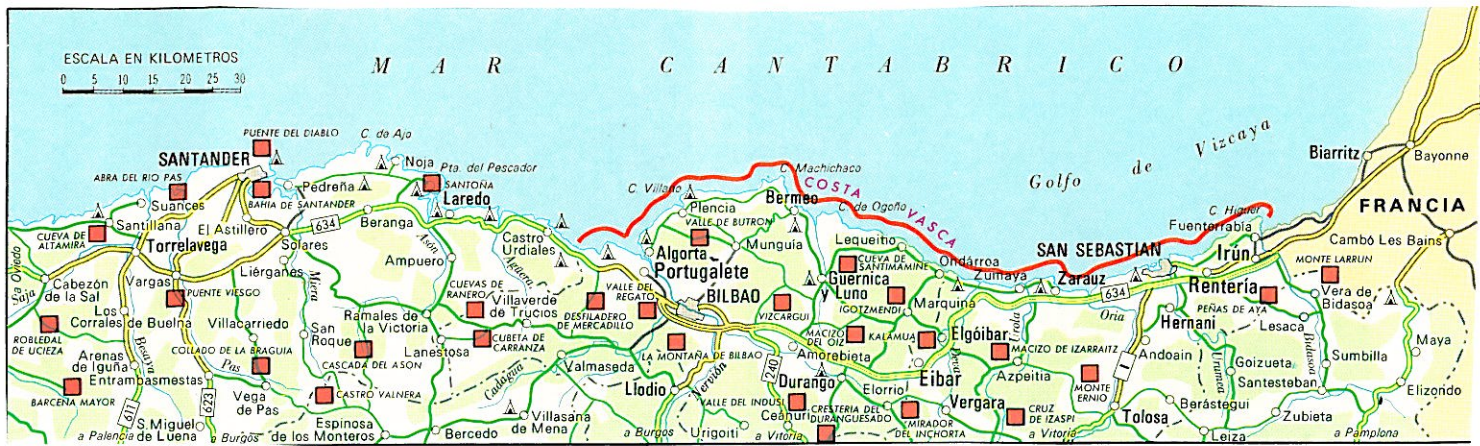 ESCALA EN KILOMETROS
0 5 10 15 20 25 30
MAR CANTABRICO
Golfo de Vizcaya
PUENTE DEL DIABLO
C. de Ajo
SANTANDER
Noja
Pta. del Pescador
ABRA DEL RIO PAS
Pedreña
SANTOÑA
Suances
BAHIA DE SANTANDER
Laredo
Santillana
El Astillero
634
Beranga
CUEVA DE
ALTAMIRA
Torrelavega
Solares
Castro
Urdiales
a Oviedo
Saja
Cabezón
de la Sal
Vargas
Liérganes
Miera
Ampuero
Asón
Agüera
PUENTE VIESGO
CUEVAS DE
RANERO
Villaverde
de Trucios
Los
Corrales de Buelna
Villacarriedo
San
Roque
Ramales de
la Victoria
DESFILADERO
DE MERCADILLO
ROBLEDAL
DE UCIEZA
Besaya
COLLADO DE LA BRAGUIA
Lanestosa
CUBETA DE
CARRANZA
Arenas
de Iguña
Pas
CASCADA DEL ASON
Entrambasmestas
Cadagua
Valmaseda
BARCENA MAYOR
611
623
Vega
de Pas
CASTRO VALNERA
S. Miguel
de Luena
Espinosa
de los Monteros
Bercedo
Villasana
de Mena
a Palencia
a Burgos
C. Villano
C. Machichaco
COSTA VASCA
Plencia
Bermeo
C. de Ogoño
VALLE DE BUTRON
Algorta
Munguía
Lequeitio
Portugalete
CUEVA DE
SANTIMAMIÑE
Ondárroa
VALLE DEL
REGATO
BILBAO
Guernica
y Luno
Marquina
VIZCARGUI
IGOTZMENDI
LA MONTAÑA DE BILBAO
MACIZO
DEL OIZ
KALAMUA
Elgóibar
Nervión
Amorebieta
Deva
240
Durango
Eibar
Llodio
Elorrio
VALLE DEL INDUSI
Ceánuri
CRESTERIA DEL
DURANGUESADO
MIRADOR
DEL INCHORTA
Vergara
Urigoiti
a Burgos
a Vitoria
Zumaya
Zarauz
SAN SEBASTIAN
634
Urola
Oria
MACIZO DE IZARRAITZ
Azpeitia
MONTE
ERNIO
CRUZ
DE IZASPI
a Vitoria
Tolosa
I
Andoain
Hernani
Urumea
C. Higuer
Fuenterrabía
Irún
Rentería
PEÑAS DE AYA
Lesaca
Goizueta
Santesteban
Berástegui
Leiza
Zubieta
Biarritz
Bayonne
FRANCIA
Cambó Les Bains
MONTE LARRUN
Vera de
Bidasoa
Bidasoa
Sumbilla
Maya
Elizondo
a Pamplona